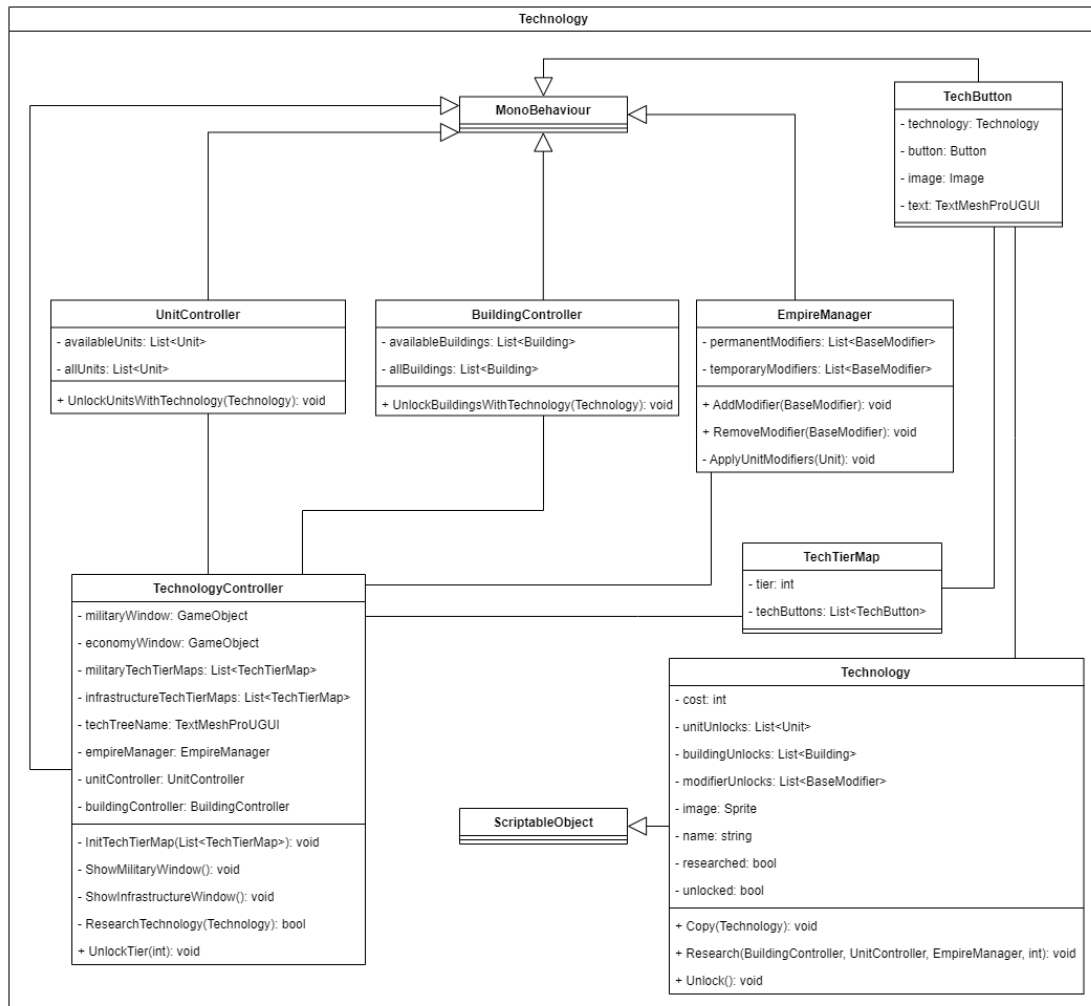 Technology
MonoBehaviour
TechButton
- technology: Technology
- button: Button
- image: Image
- text: TextMeshProUGUI
UnitController
- availableUnits: List<Unit>
- allUnits: List<Unit>
+ UnlockUnitsWithTechnology(Technology): void
BuildingController
- availableBuildings: List<Building>
- allBuildings: List<Building>
+ UnlockBuildingsWithTechnology(Technology): void
EmpireManager
- permanentModifiers: List<BaseModifier>
- temporaryModifiers: List<BaseModifier>
+ AddModifier(BaseModifier): void
+ RemoveModifier(BaseModifier): void
- ApplyUnitModifiers(Unit): void
TechTierMap
- tier: int
- techButtons: List<TechButton>
TechnologyController
- militaryWindow: GameObject
- economyWindow: GameObject
- militaryTechTierMaps: List<TechTierMap>
- infrastructureTechTierMaps: List<TechTierMap>
- techTreeName: TextMeshProUGUI
- empireManager: EmpireManager
- unitController: UnitController
- buildingController: BuildingController
- InitTechTierMap(List<TechTierMap>): void
- ShowMilitaryWindow(): void
- ShowInfrastructureWindow(): void
- ResearchTechnology(Technology): bool
+ UnlockTier(int): void
ScriptableObject
Technology
- cost: int
- unitUnlocks: List<Unit>
- buildingUnlocks: List<Building>
- modifierUnlocks: List<BaseModifier>
- image: Sprite
- name: string
- researched: bool
- unlocked: bool
+ Copy(Technology): void
+ Research(BuildingController, UnitController, EmpireManager, int): void
+ Unlock(): void